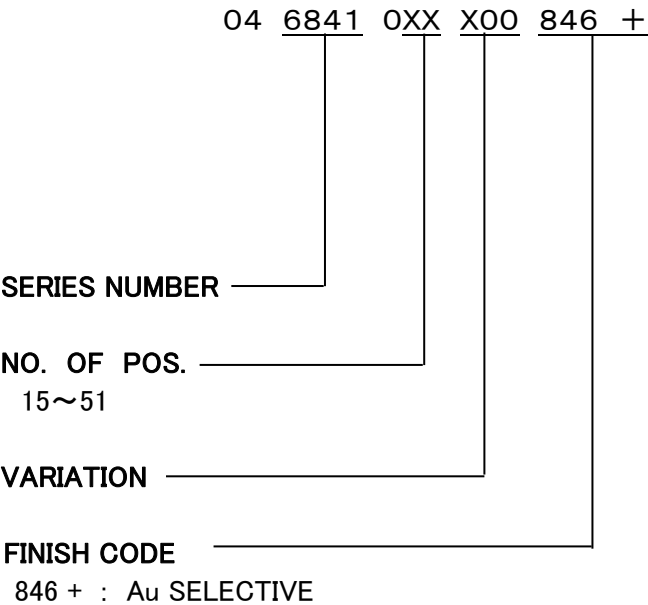 04 6841 0XX X00 846 +
SERIES NUMBER
NO. OF POS.
15～51
VARIATION
FINISH CODE
846 + : Au SELECTIVE